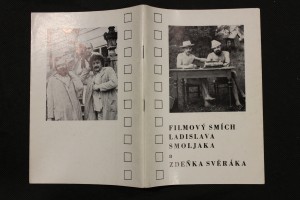 FILMOVÝ SMÍCH
LADISLAVA
SMOLJAKA
a
ZDEŇKA SVĚRÁKA